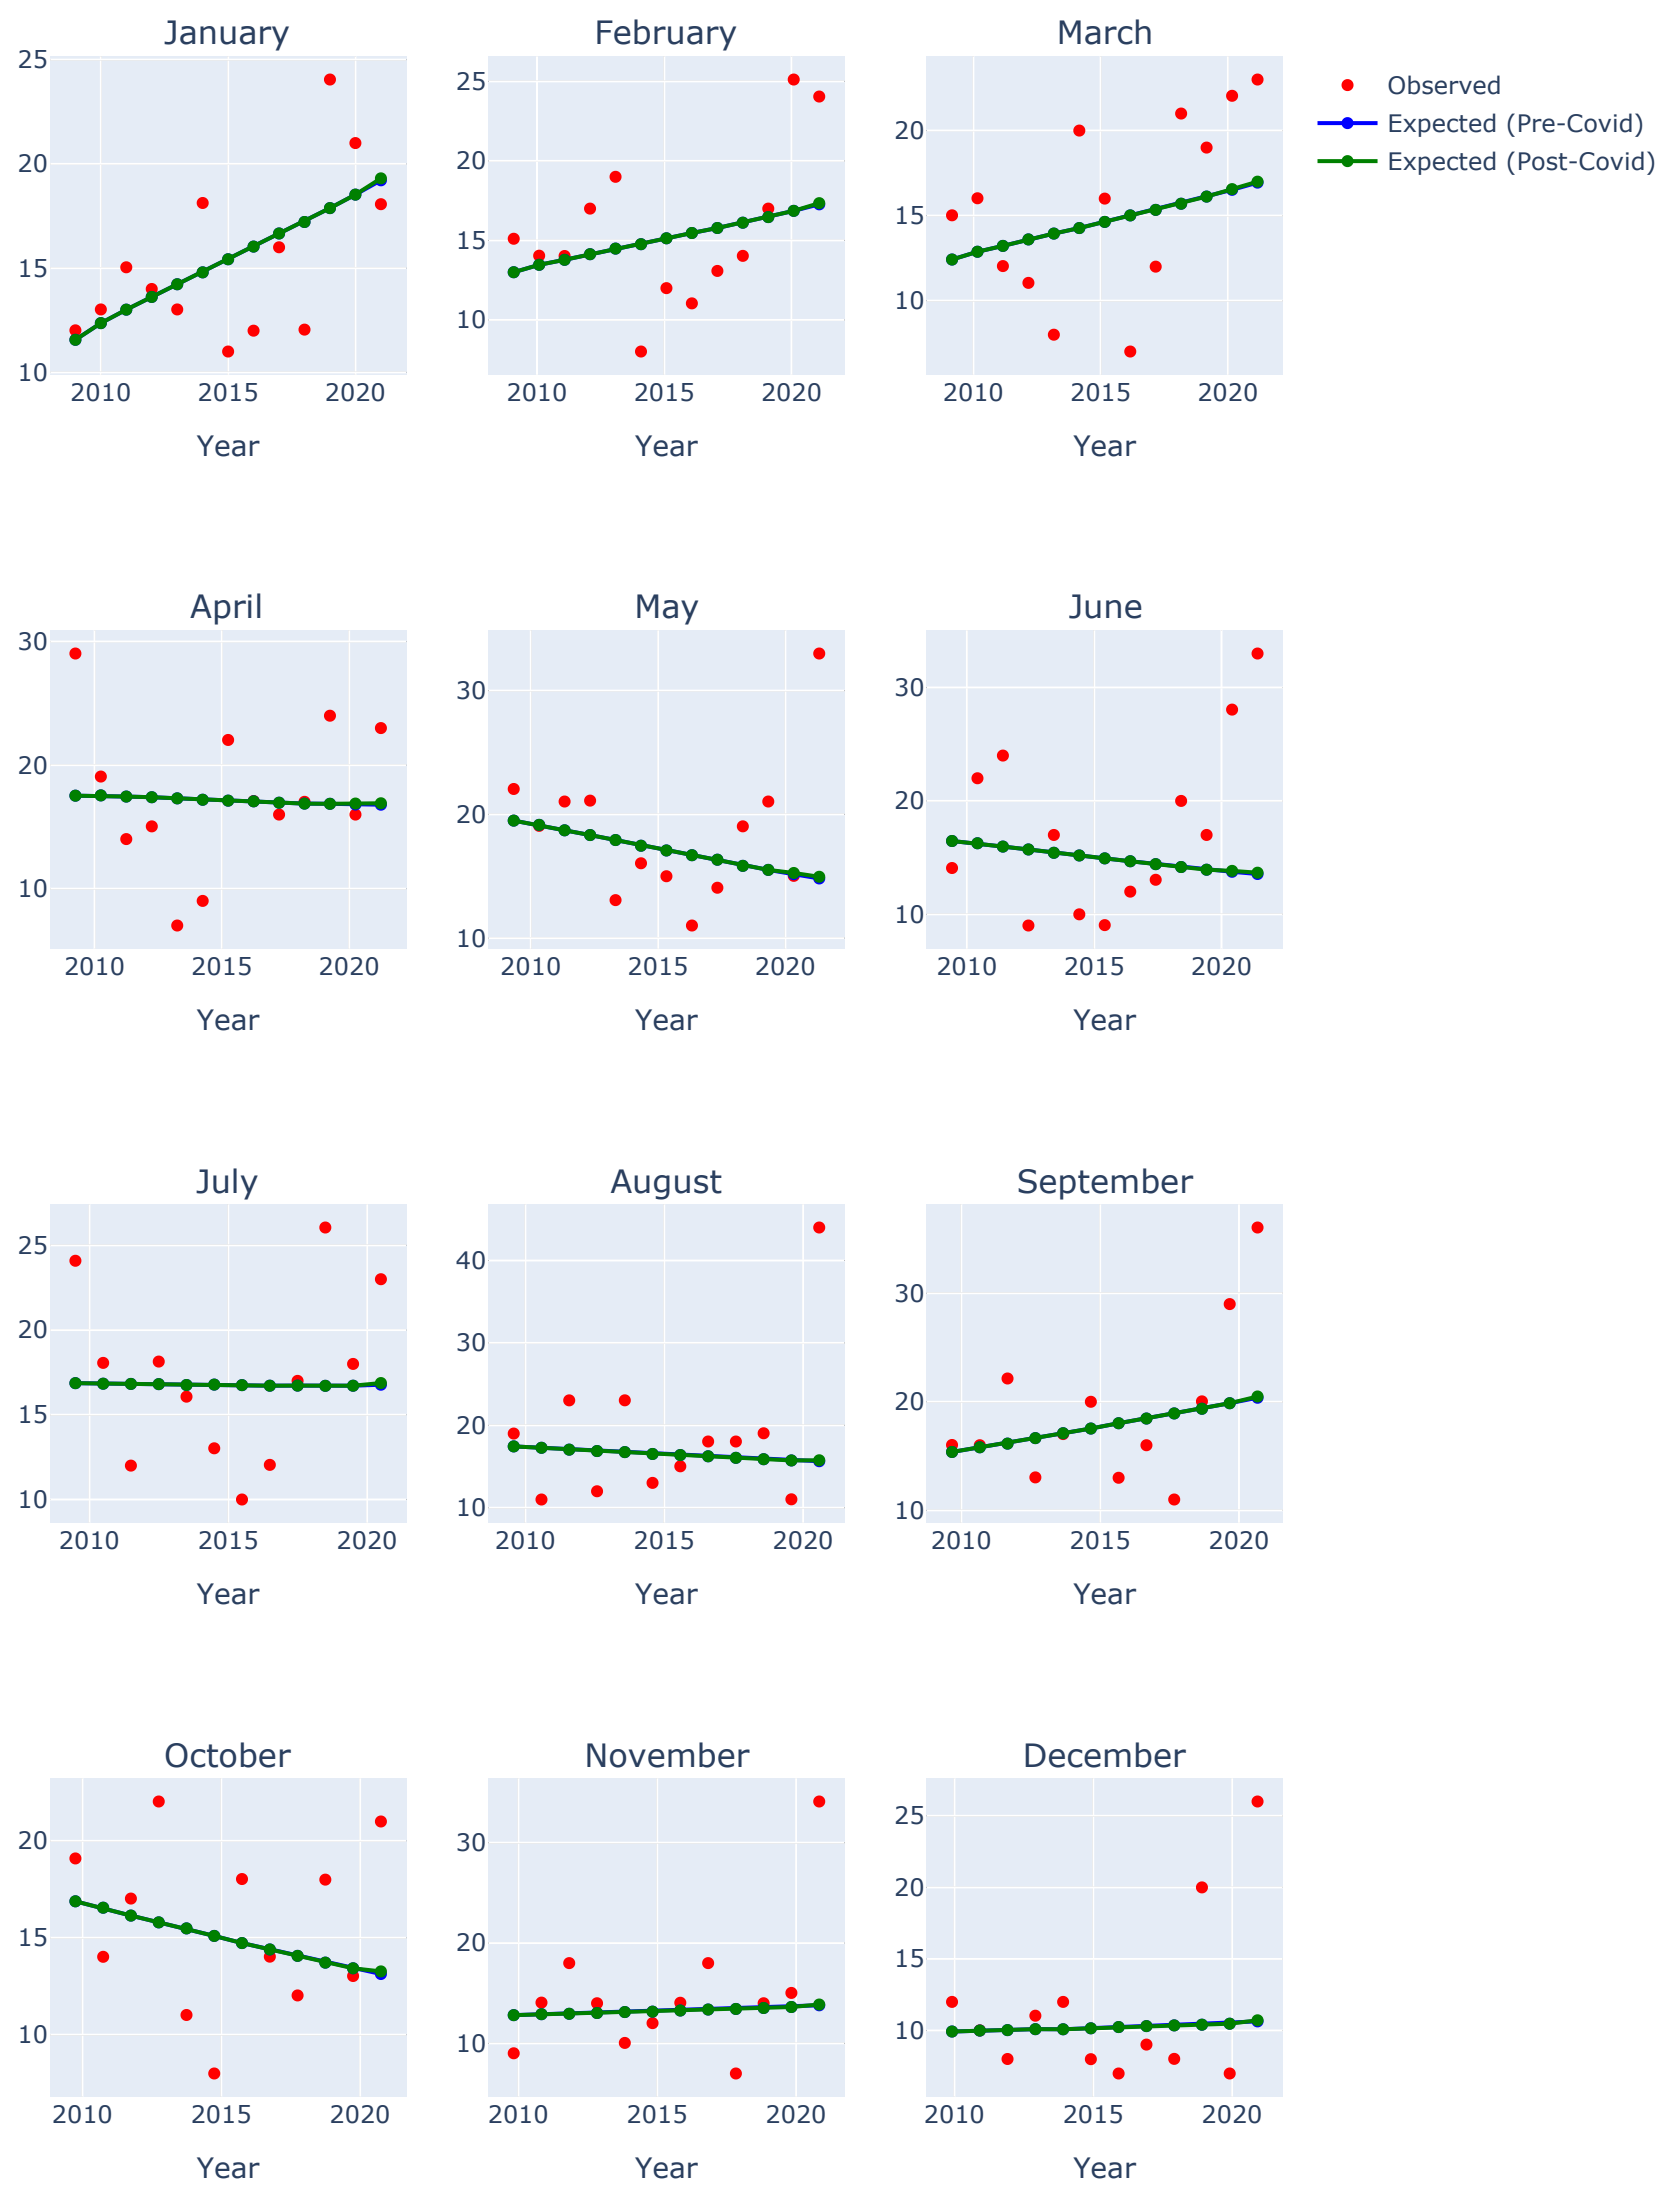 January
February
March
Observed
Expected (Pre-Covid)
Expected (Post-Covid)
25
20
15
10
2010 2015 2020
Year
25
20
15
10
2010 2015 2020
Year
20
15
10
2010 2015 2020
Year
April
May
June
30
20
10
2010 2015 2020
Year
30
20
10
2010 2015 2020
Year
30
20
10
2010 2015 2020
Year
July
August
September
25
20
15
10
2010 2015 2020
Year
40
30
20
10
2010 2015 2020
Year
30
20
10
2010 2015 2020
Year
October
November
December
20
15
10
2010 2015 2020
Year
30
20
10
2010 2015 2020
Year
25
20
15
10
2010 2015 2020
Year